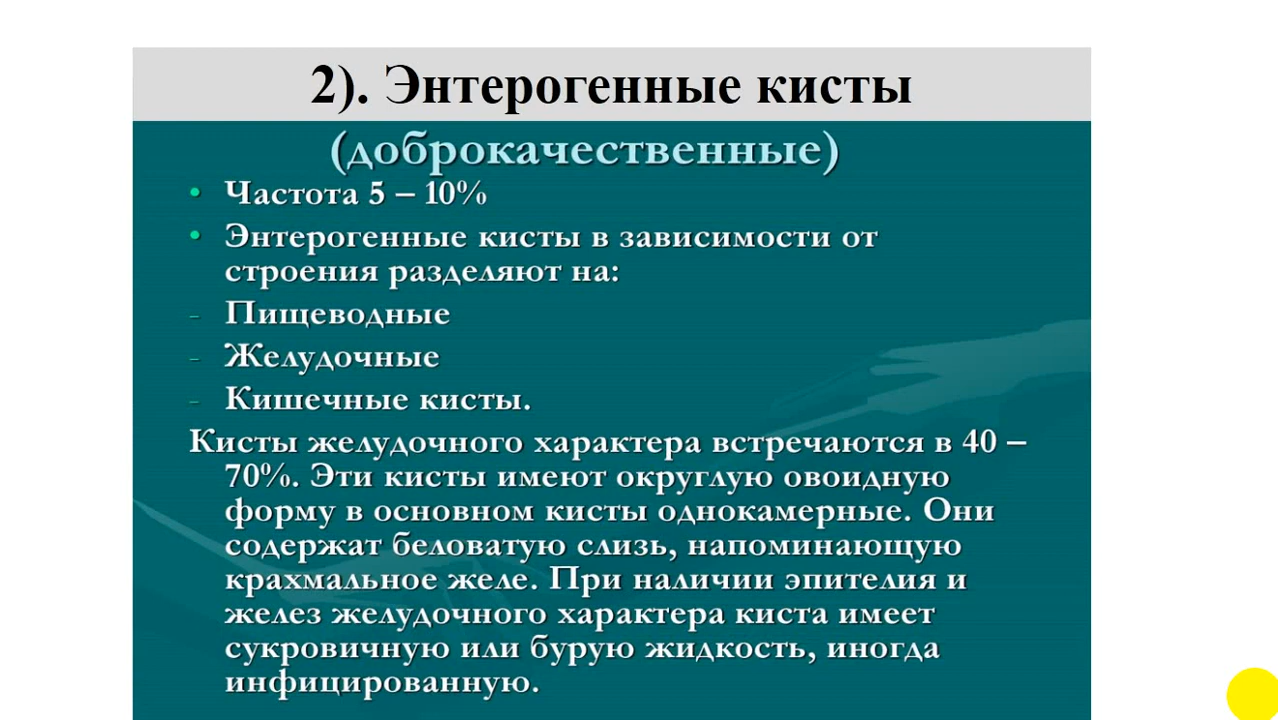 2). Энтерогенные кисты
(доброкачественные)
• Частота 5 – 10%
• Энтерогенные кисты в зависимости от
строения разделяют на:
- Пищеводные
- Желудочные
- Кишечные кисты.
Кисты желудочного характера встречаются в 40 –
70%. Эти кисты имеют округлую овоидную
форму в основном кисты однокамерные. Они
содержат беловатую слизь, напоминающую
крахмальное желе. При наличии эпителия и
желез желудочного характера киста имеет
сукровичную или бурую жидкость, иногда
инфицированную.